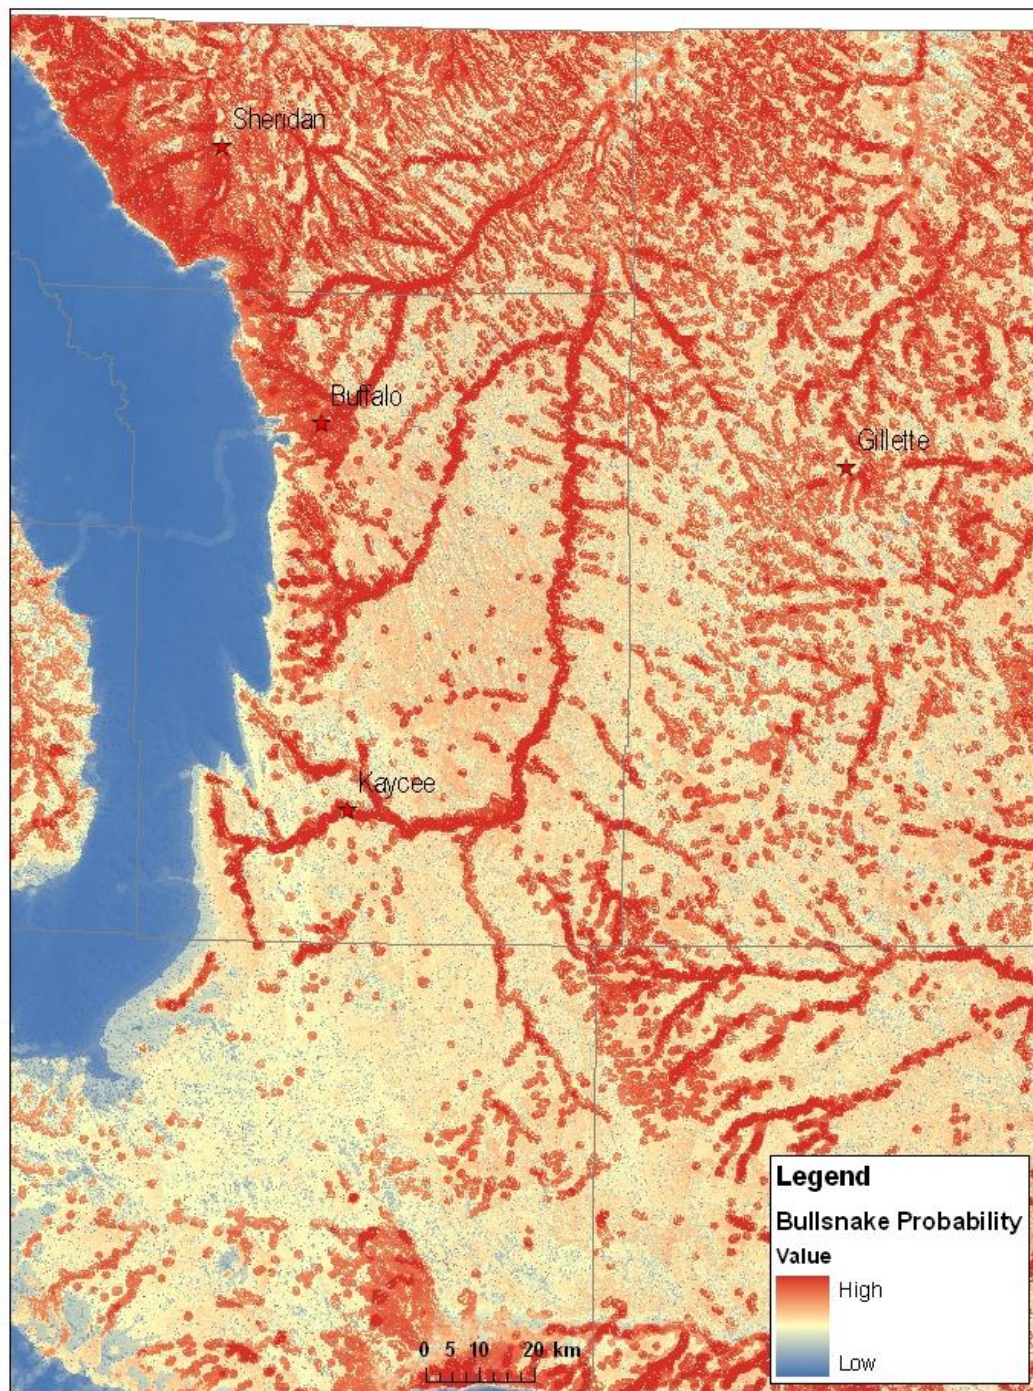 Sheridan
Buffalo
Gillette
Kaycee
Legend
Bullsnake Probability
Value
High
Low
0 5 10 20 km